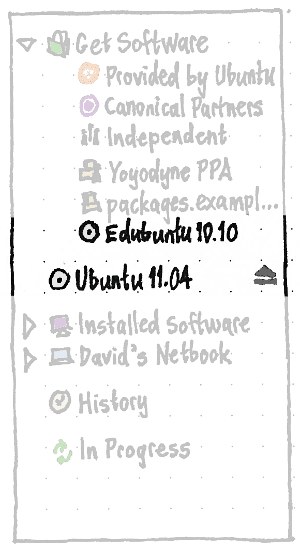 Get Software
Provided by Ubuntu
Canonical Partners
Independent
Yoyodyne PPA
packages.exampl...
Edubuntu 10.10
Ubuntu 11.04
Installed Software
David's Netbook
History
In Progress